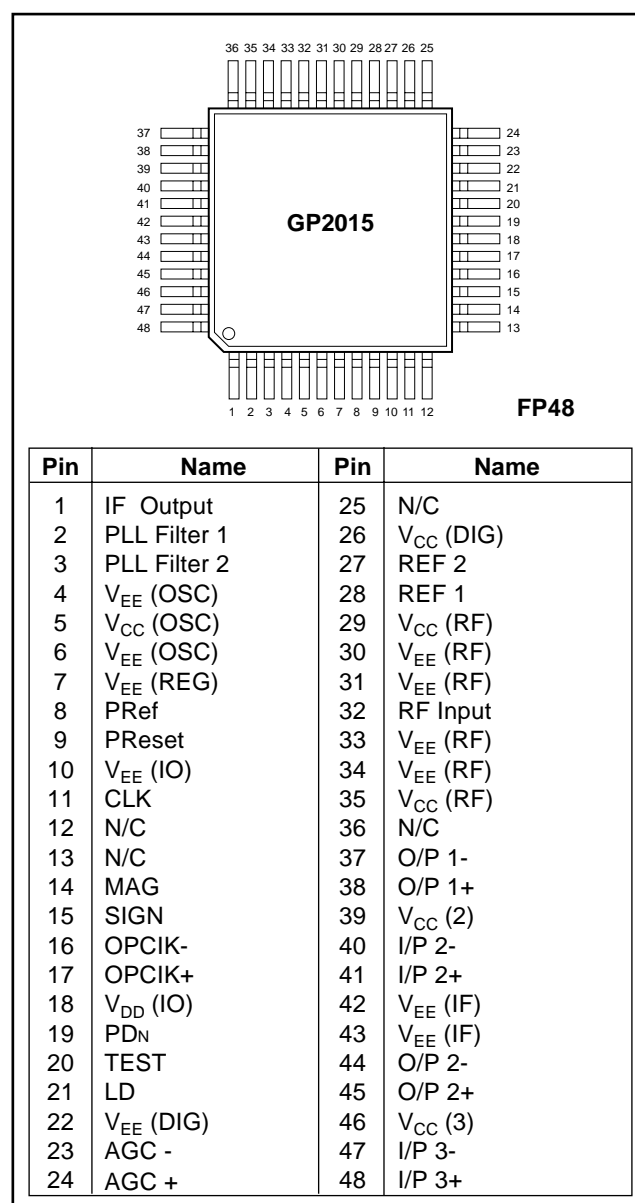 36 35 34 33 32 31 30 29 28 27 26 25
37 24
38 23
39 22
40 21
41 20
42 19
43 18
44 17
45 16
46 15
47 14
48 13
GP2015
1 2 3 4 5 6 7 8 9 10 11 12
FP48
Pin Name Pin Name
1 IF Output 25 N/C
2 PLL Filter 1 26 VCC (DIG)
3 PLL Filter 2 27 REF 2
4 VEE (OSC) 28 REF 1
5 VCC (OSC) 29 VCC (RF)
6 VEE (OSC) 30 VEE (RF)
7 VEE (REG) 31 VEE (RF)
8 PRef 32 RF Input
9 PReset 33 VEE (RF)
10 VEE (IO) 34 VEE (RF)
11 CLK 35 VCC (RF)
12 N/C 36 N/C
13 N/C 37 O/P 1-
14 MAG 38 O/P 1+
15 SIGN 39 VCC (2)
16 OPCIK- 40 I/P 2-
17 OPCIK+ 41 I/P 2+
18 VDD (IO) 42 VEE (IF)
19 PDN 43 VEE (IF)
20 TEST 44 O/P 2-
21 LD 45 O/P 2+
22 VEE (DIG) 46 VCC (3)
23 AGC - 47 I/P 3-
24 AGC + 48 I/P 3+